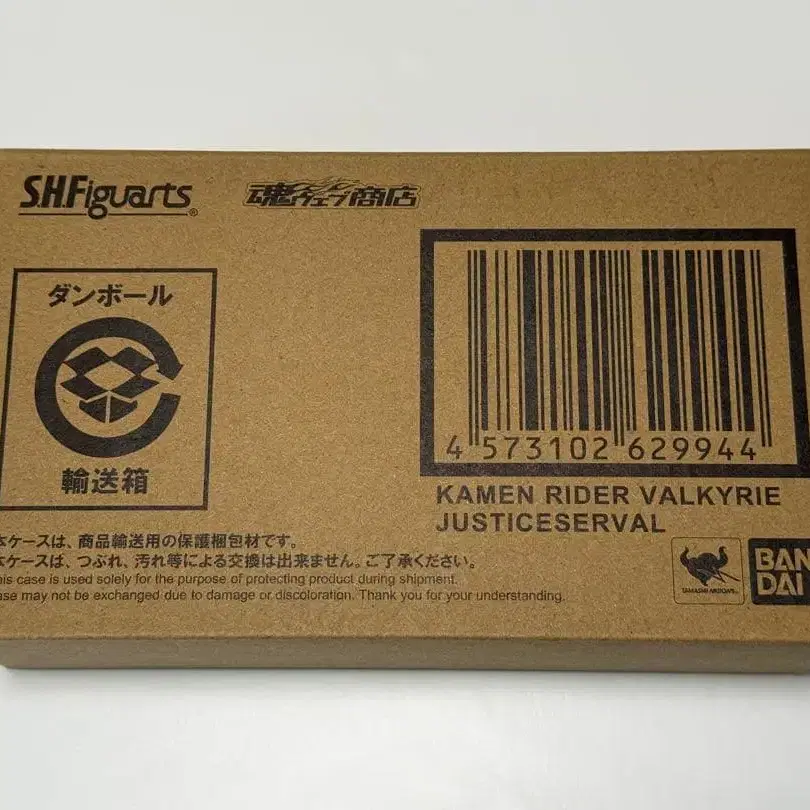 S.H.Figuarts®
魂ウェブ商店
ダンボール
輸送箱
4 573102 629944
KAMEN RIDER VALKYRIE
JUSTICESERVAL
本ケースは、商品輸送用の保護梱包材です。
本ケースは、つぶれ、汚れ等による交換は出来ません。ご了承ください。
his case is used solely for the purpose of protecting product during shipment.
ase may not be exchanged due to damage or discoloration. Thank you for your understanding.
TAMASHII NATIONS
BAN
DAI